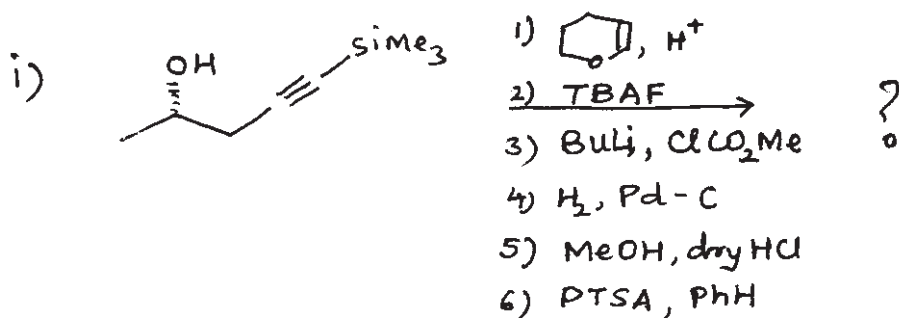 i)
OH
SiMe3
1) O, H+
2) TBAF
3) BuLi, ClCO2Me
4) H2, Pd-C
5) MeOH, dry HCl
6) PTSA, PhH
?